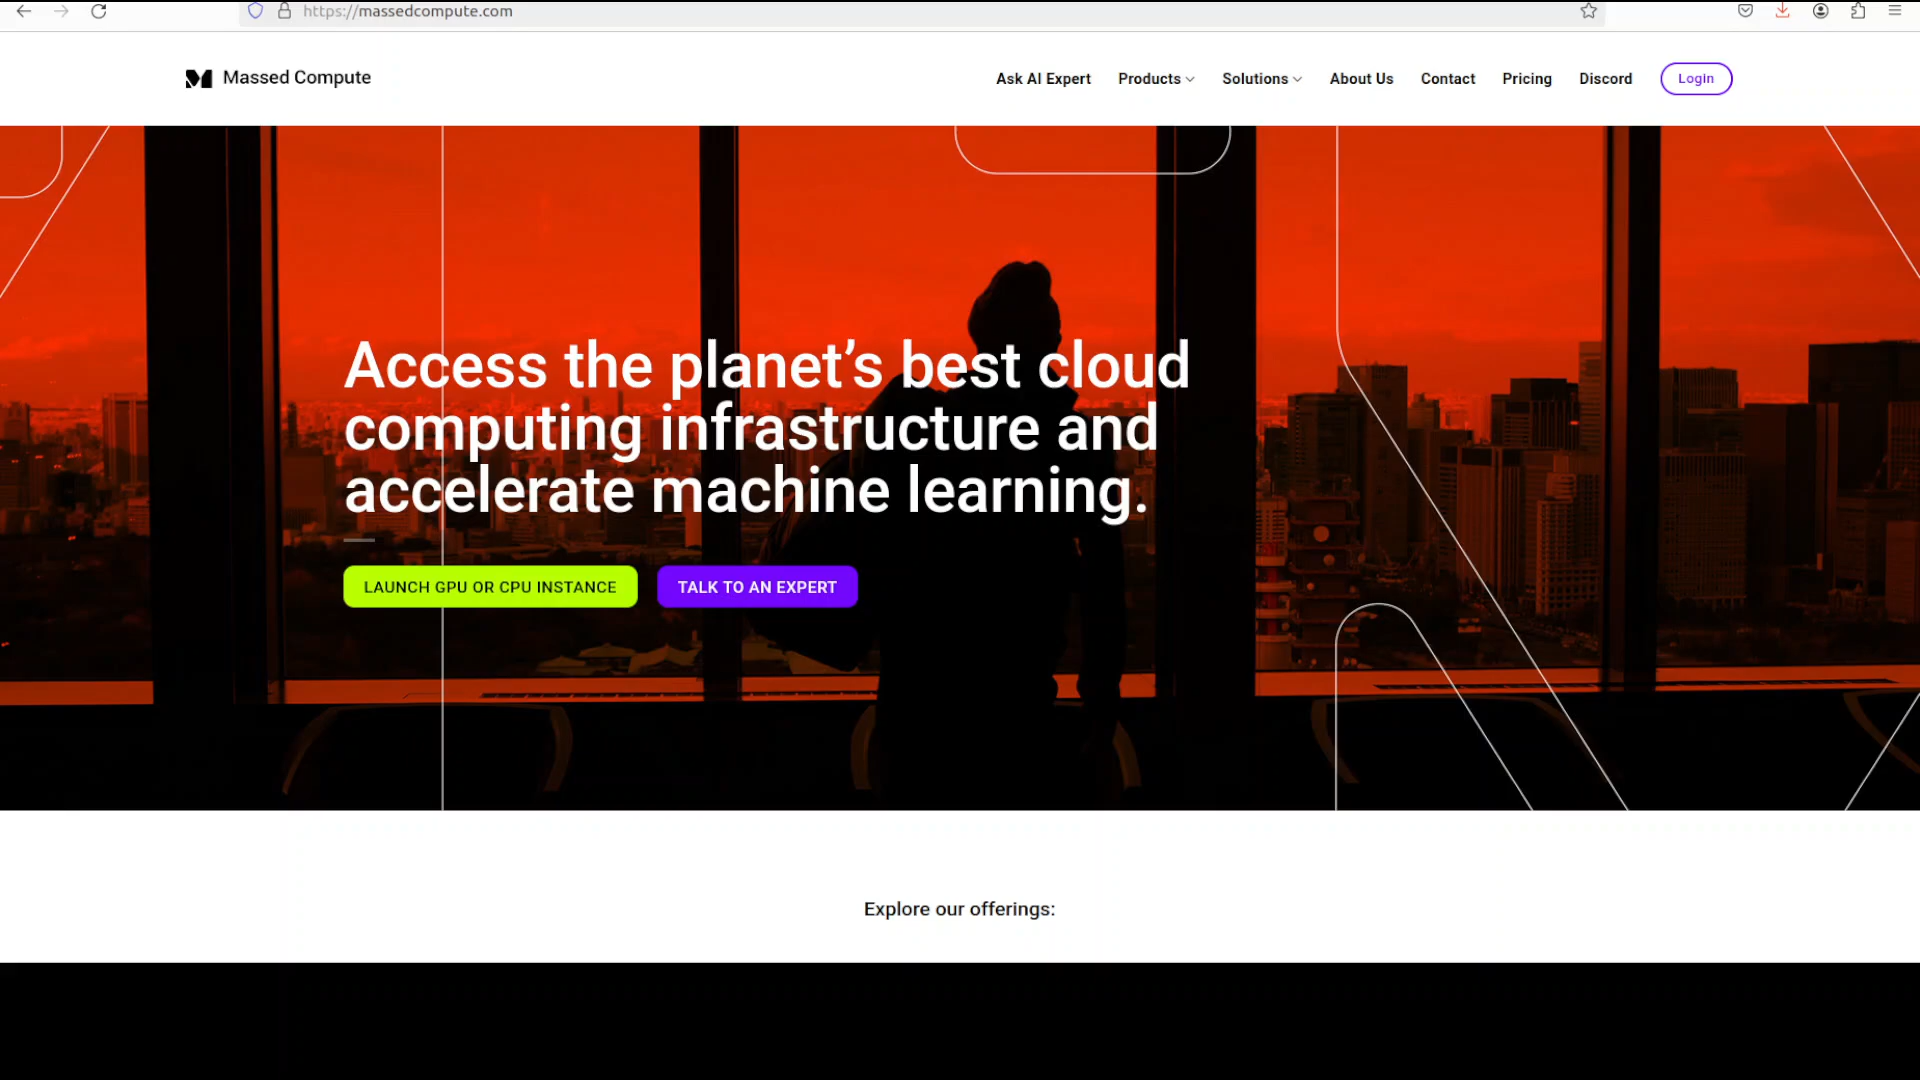 https://massedcompute.com
Massed Compute
Ask AI Expert Products Solutions About Us Contact Pricing Discord Login
Access the planet’s best cloud
computing infrastructure and
accelerate machine learning.
LAUNCH GPU OR CPU INSTANCE TALK TO AN EXPERT
Explore our offerings: